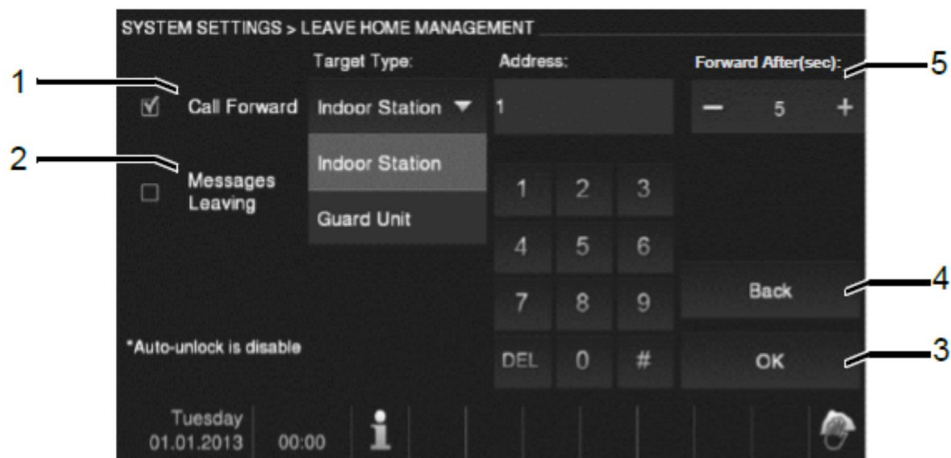 SYSTEM SETTINGS > LEAVE HOME MANAGEMENT
Target Type: Address: Forward After(sec): 5
1
Call Forward Indoor Station 1 − 5 +
2
Indoor Station
Messages
Leaving
Guard Unit
1 2 3
4 5 6
Back 4
7 8 9
*Auto-unlock is disable
DEL 0 # OK 3
Tuesday
01.01.2013 00:00 i